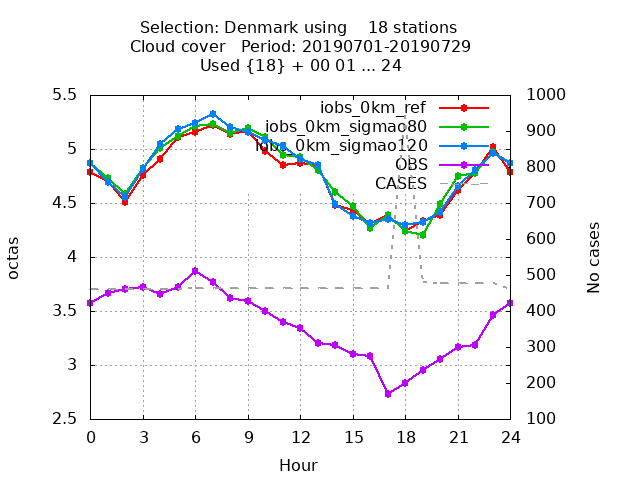 Selection: Denmark using    18 stations
Cloud cover   Period: 20190701-20190729
Used {18} + 00 01 ... 24
iobs_0km_ref
iobs_0km_sigmao80
iobs_0km_sigmao120
OBS
CASES
5.5
5
4.5
4
3.5
3
2.5
octas
1000
900
800
700
600
500
400
300
200
100
No cases
0 3 6 9 12 15 18 21 24
Hour